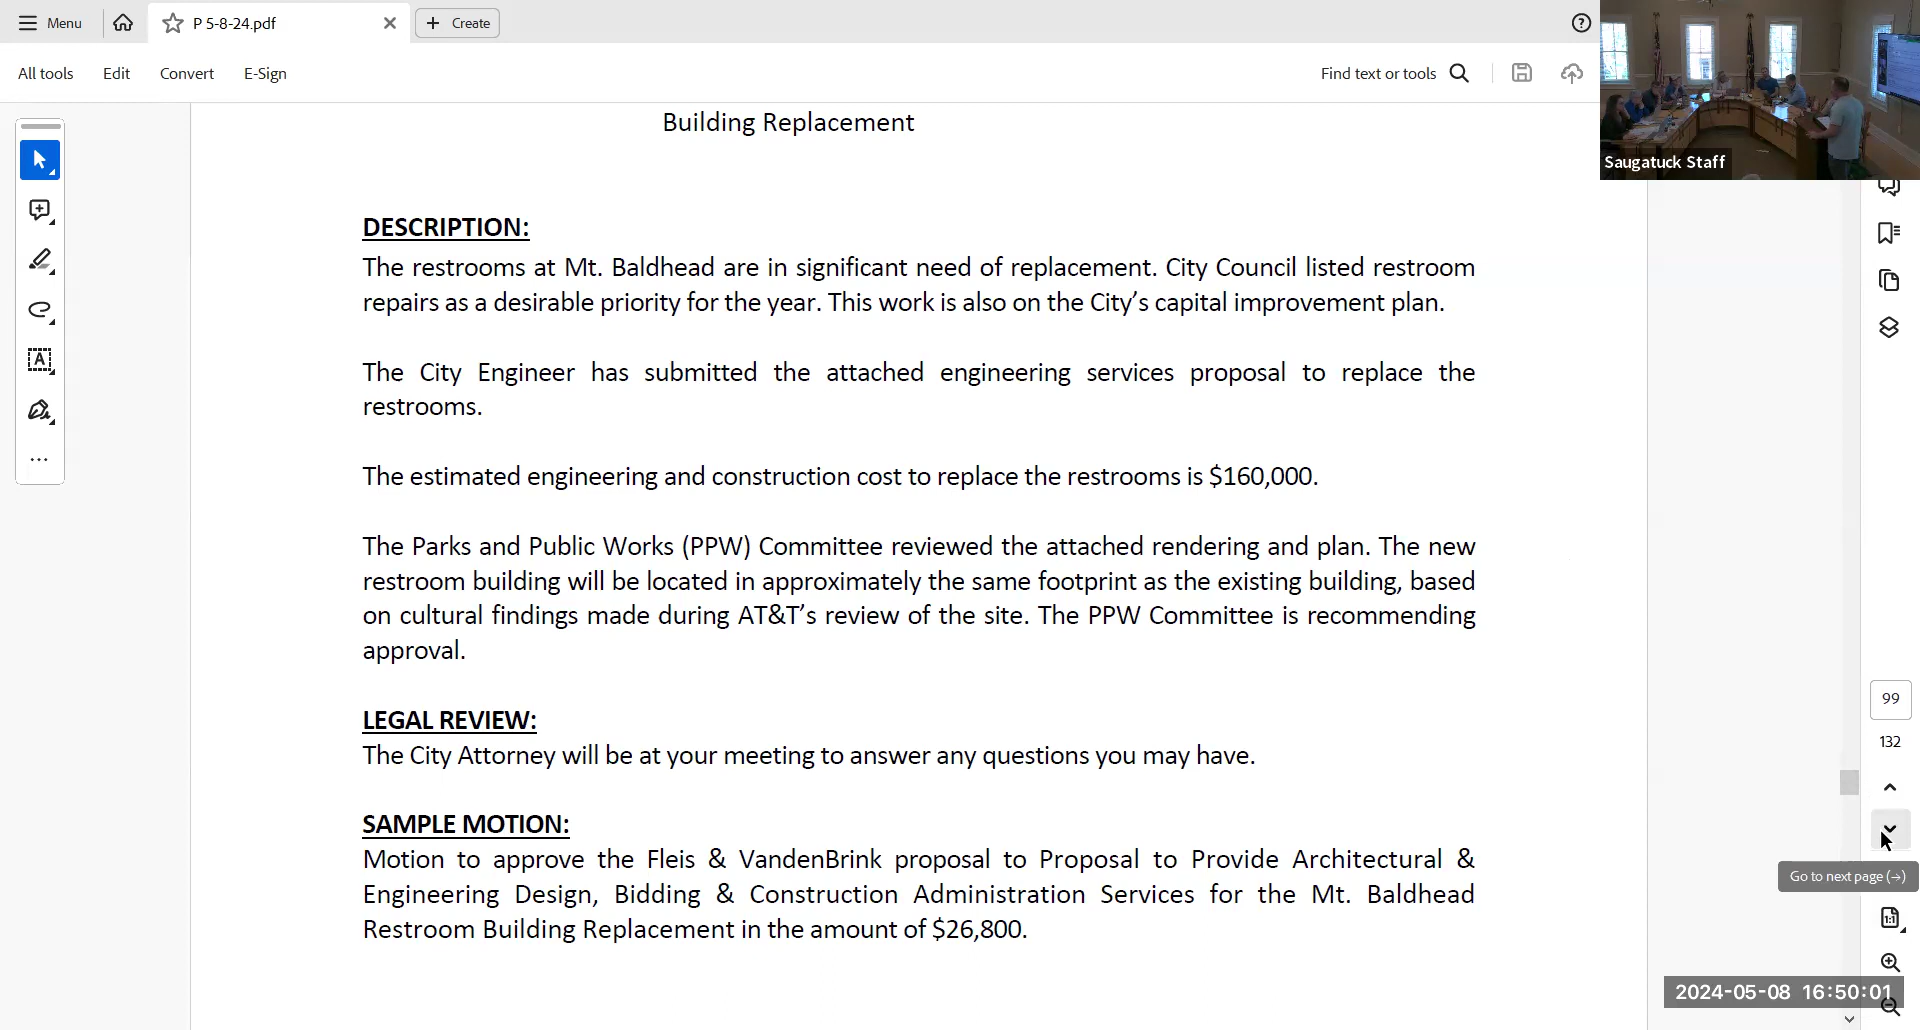 Menu
P 5-8-24.pdf
Create
All tools
Edit
Convert
E-Sign
Find text or tools
Saugatuck Staff
Building Replacement
DESCRIPTION:
The restrooms at Mt. Baldhead are in significant need of replacement. City Council listed restroom
repairs as a desirable priority for the year. This work is also on the City’s capital improvement plan.
The City Engineer has submitted the attached engineering services proposal to replace the
restrooms.
The estimated engineering and construction cost to replace the restrooms is $160,000.
The Parks and Public Works (PPW) Committee reviewed the attached rendering and plan. The new
restroom building will be located in approximately the same footprint as the existing building, based
on cultural findings made during AT&T’s review of the site. The PPW Committee is recommending
approval.
LEGAL REVIEW:
The City Attorney will be at your meeting to answer any questions you may have.
SAMPLE MOTION:
Motion to approve the Fleis & VandenBrink proposal to Proposal to Provide Architectural &
Engineering Design, Bidding & Construction Administration Services for the Mt. Baldhead
Restroom Building Replacement in the amount of $26,800.
99
132
Go to next page (→)
1:1
2024-05-08 16:50:01